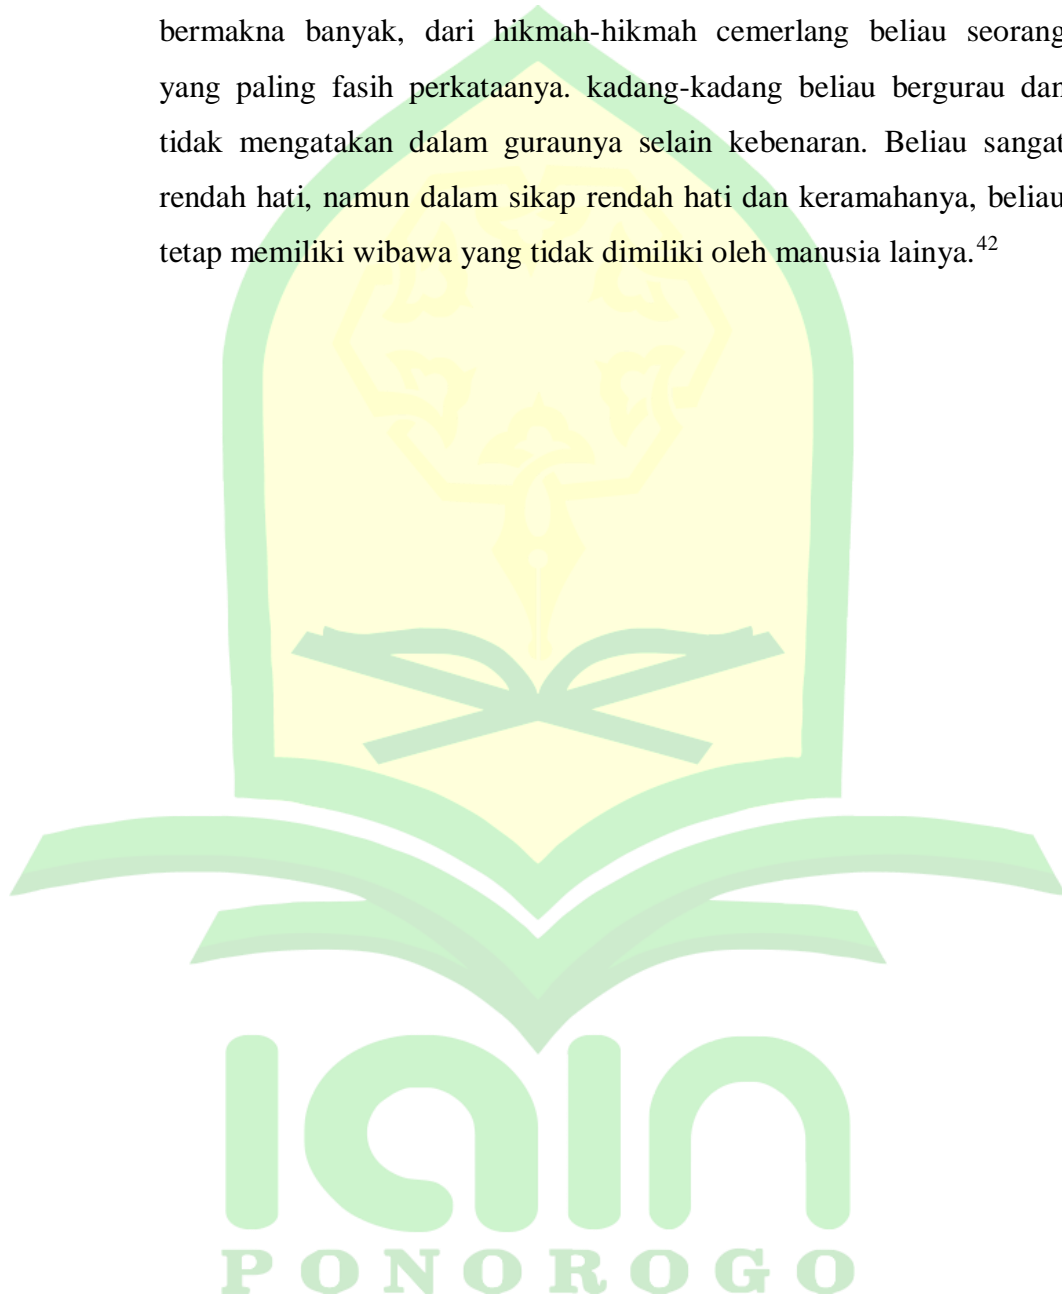 bermakna banyak, dari hikmah-hikmah cemerlang beliau seorang
yang paling fasih perkataanya. kadang-kadang beliau bergurau dan
tidak mengatakan dalam guraunya selain kebenaran. Beliau sangat
rendah hati, namun dalam sikap rendah hati dan keramahanya, beliau
tetap memiliki wibawa yang tidak dimiliki oleh manusia lainya.42
iain
PONOROGO